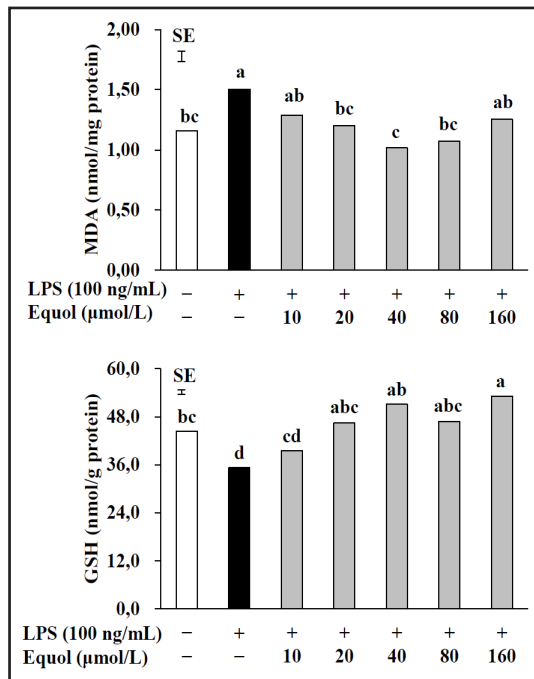 MDA (nmol/mg protein)
2,00
1,50
1,00
0,50
0,00
SE
bc a ab bc c bc ab
LPS (100 ng/mL) – + + + + + +
Equol (µmol/L) – – 10 20 40 80 160
GSH (nmol/g protein)
60,0
48,0
36,0
24,0
12,0
0,0
SE
bc d cd abc ab abc a
LPS (100 ng/mL) – + + + + + +
Equol (µmol/L) – – 10 20 40 80 160